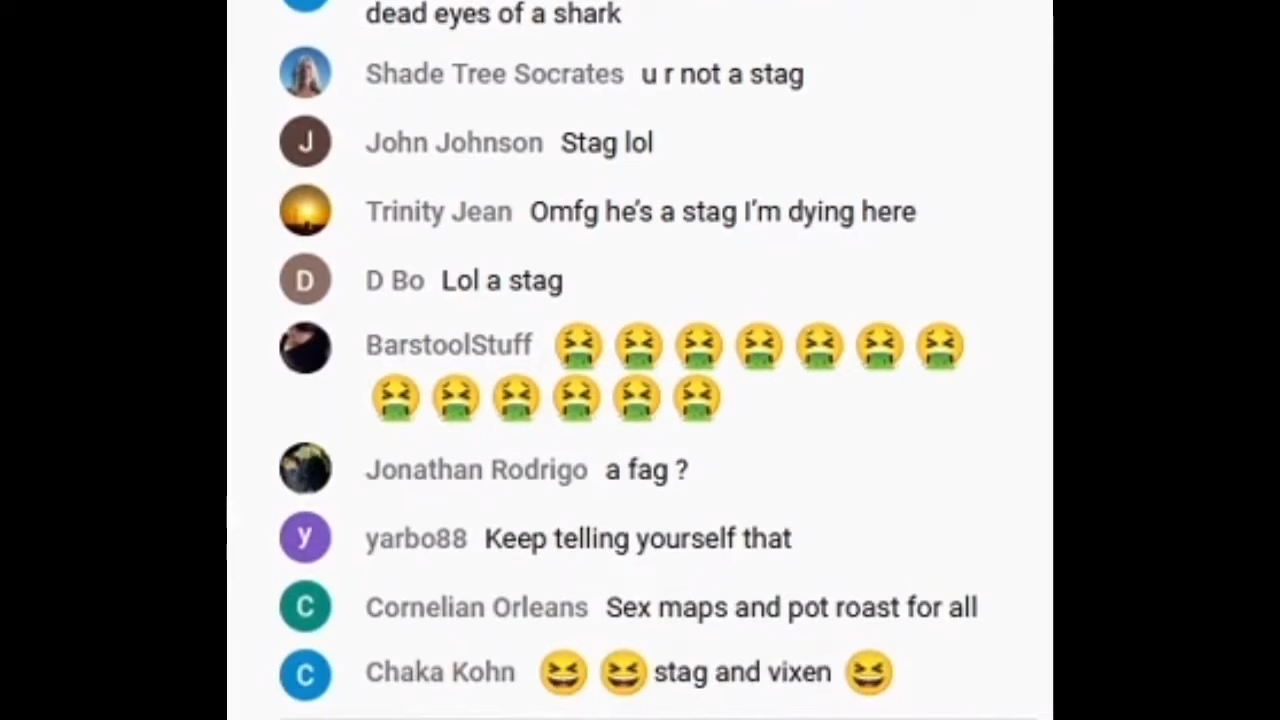 dead eyes of a shark
Shade Tree Socrates u r not a stag
J John Johnson Stag lol
Trinity Jean Omfg he's a stag I'm dying here
D D Bo Lol a stag
BarstoolStuff 🤮🤮🤮🤮🤮🤮🤮
🤮🤮🤮🤮🤮🤮
Jonathan Rodrigo a fag ?
y yarbo88 Keep telling yourself that
C Cornelian Orleans Sex maps and pot roast for all
C Chaka Kohn 😆😆 stag and vixen 😆